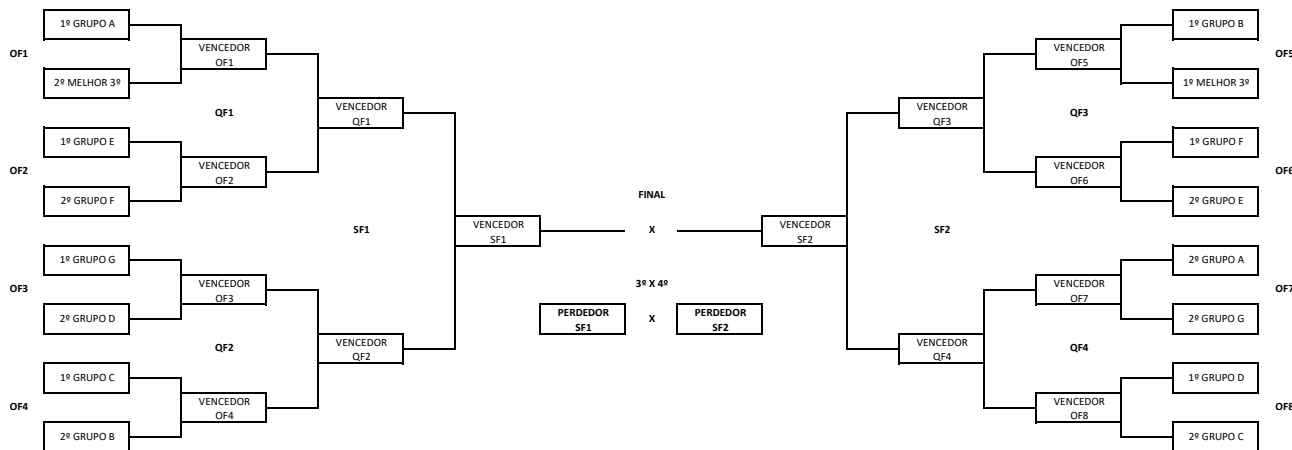 1º GRUPO A
OF1
VENCEDOR
OF1
2º MELHOR 3º
QF1
VENCEDOR
QF1
1º GRUPO E
OF2
VENCEDOR
OF2
2º GRUPO F
SF1
VENCEDOR
SF1
1º GRUPO G
OF3
VENCEDOR
OF3
2º GRUPO D
QF2
VENCEDOR
QF2
1º GRUPO C
OF4
VENCEDOR
OF4
2º GRUPO B
FINAL
X
3º X 4º
PERDEDOR
SF1
X
PERDEDOR
SF2
1º GRUPO B
VENCEDOR
OF5
OF5
1º MELHOR 3º
VENCEDOR
QF3
QF3
1º GRUPO F
VENCEDOR
OF6
OF6
2º GRUPO E
VENCEDOR
SF2
SF2
2º GRUPO A
VENCEDOR
OF7
OF7
2º GRUPO G
VENCEDOR
QF4
QF4
1º GRUPO D
VENCEDOR
OF8
OF8
2º GRUPO C